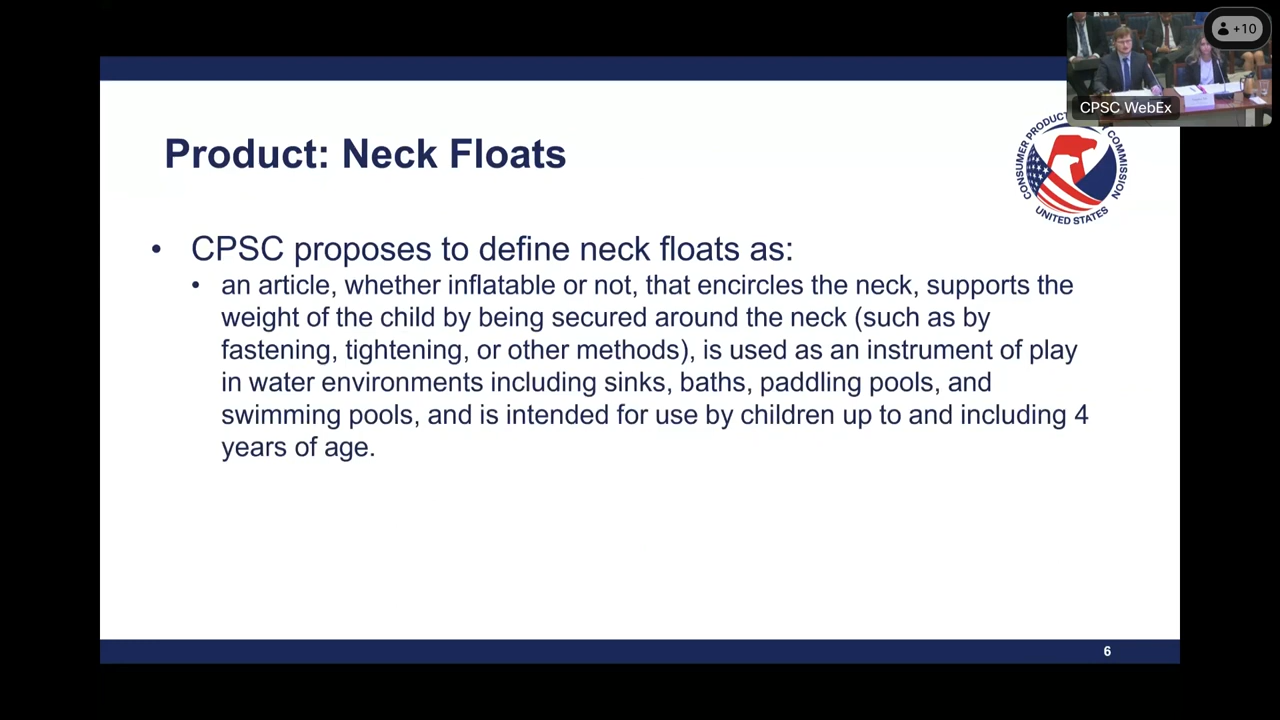 +10
CPSC WebEx
Product: Neck Floats
CONSUMER PRODUCT COMMISSION
UNITED STATES
• CPSC proposes to define neck floats as:
• an article, whether inflatable or not, that encircles the neck, supports the
weight of the child by being secured around the neck (such as by
fastening, tightening, or other methods), is used as an instrument of play
in water environments including sinks, baths, paddling pools, and
swimming pools, and is intended for use by children up to and including 4
years of age.
6